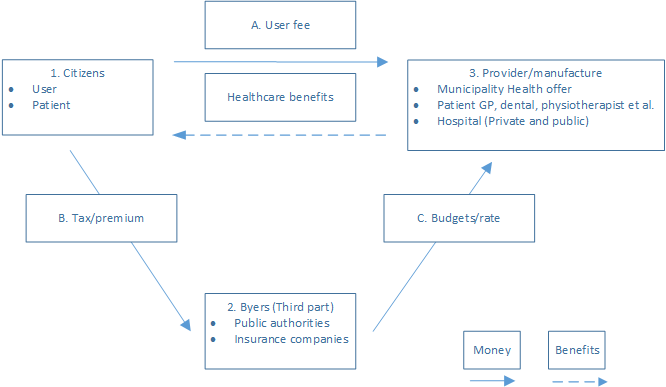 A. User fee
1. Citizens
• User
• Patient
Healthcare benefits
3. Provider/manufacture
• Municipality Health offer
• Patient GP, dental, physiotherapist et al.
• Hospital (Private and public)
B. Tax/premium
C. Budgets/rate
2. Byers (Third part)
• Public authorities
• Insurance companies
Money
Benefits